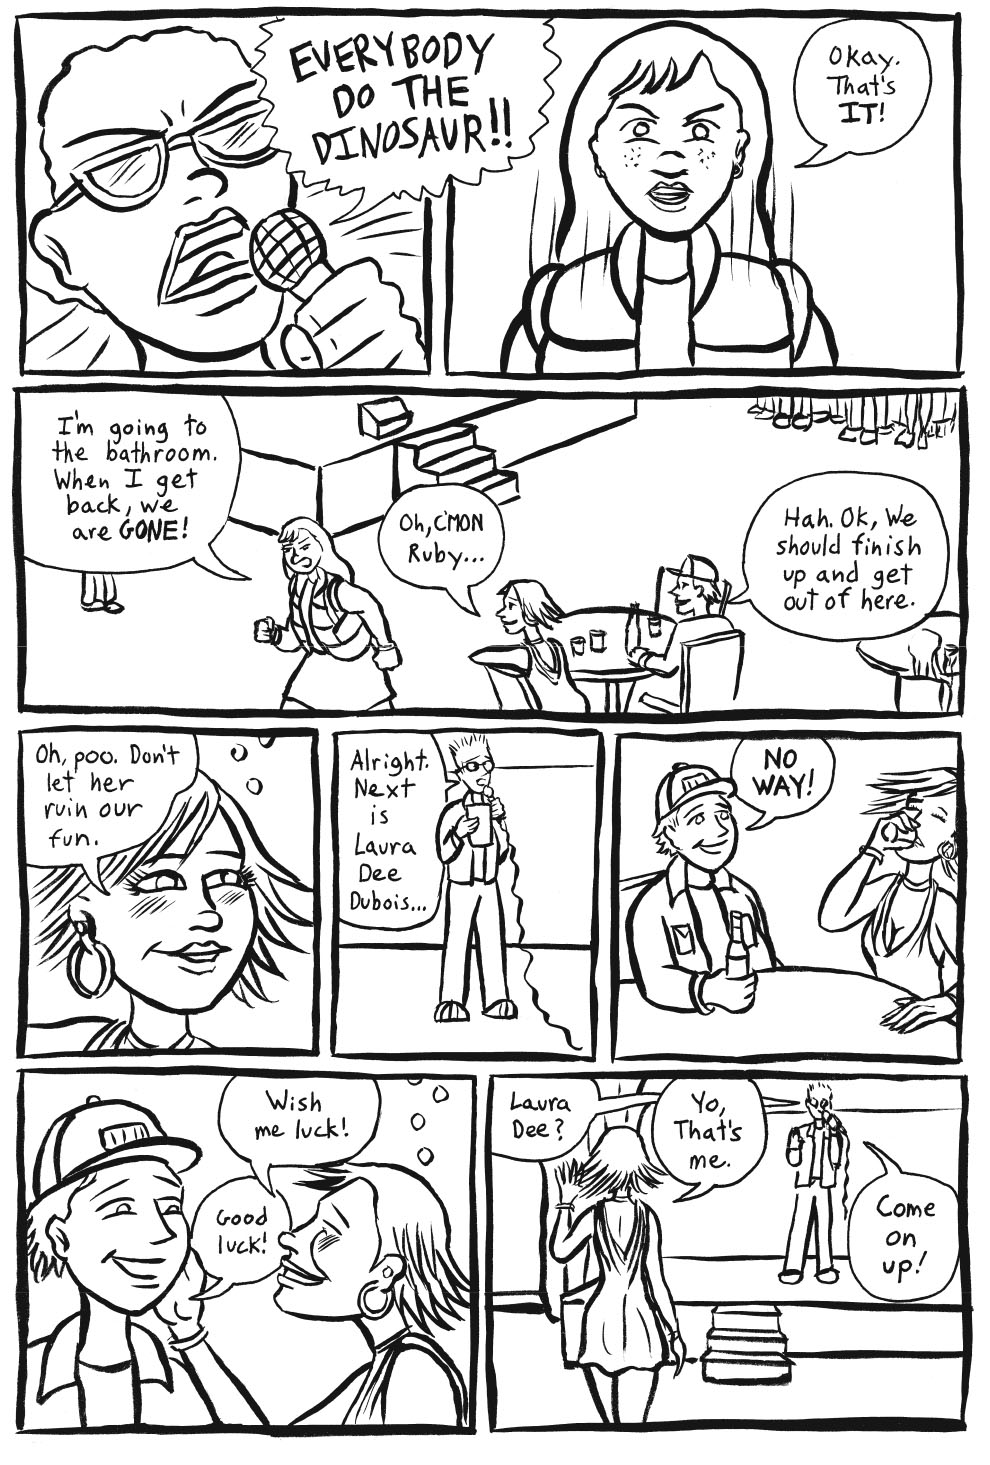 EVERYBODY
DO THE
DINOSAUR!!
Okay.
That's
IT!
I'm going to
the bathroom.
When I get
back, we
are GONE!
Oh, C'MON
Ruby...
Hah. Ok, We
should finish
up and get
out of here.
Oh, poo. Don't
let her
ruin our
fun.
Alright.
Next
is
Laura
Dee
Dubois...
NO
WAY!
Wish
me luck!
Good
luck!
Laura
Dee?
Yo,
That's
me.
Come
on
up!